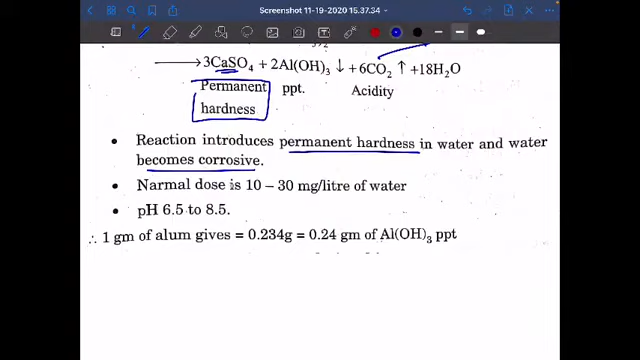 Screenshot 11-19-2020 15.37.34
⟶ 3CaSO₄ + 2Al(OH)₃ ↓ + 6CO₂ ↑ +18H₂O
Permanent ppt. Acidity
hardness
• Reaction introduces permanent hardness in water and water
becomes corrosive.
• Narmal dose is 10 – 30 mg/litre of water
• pH 6.5 to 8.5.
∴ 1 gm of alum gives = 0.234g = 0.24 gm of Al(OH)₃ ppt